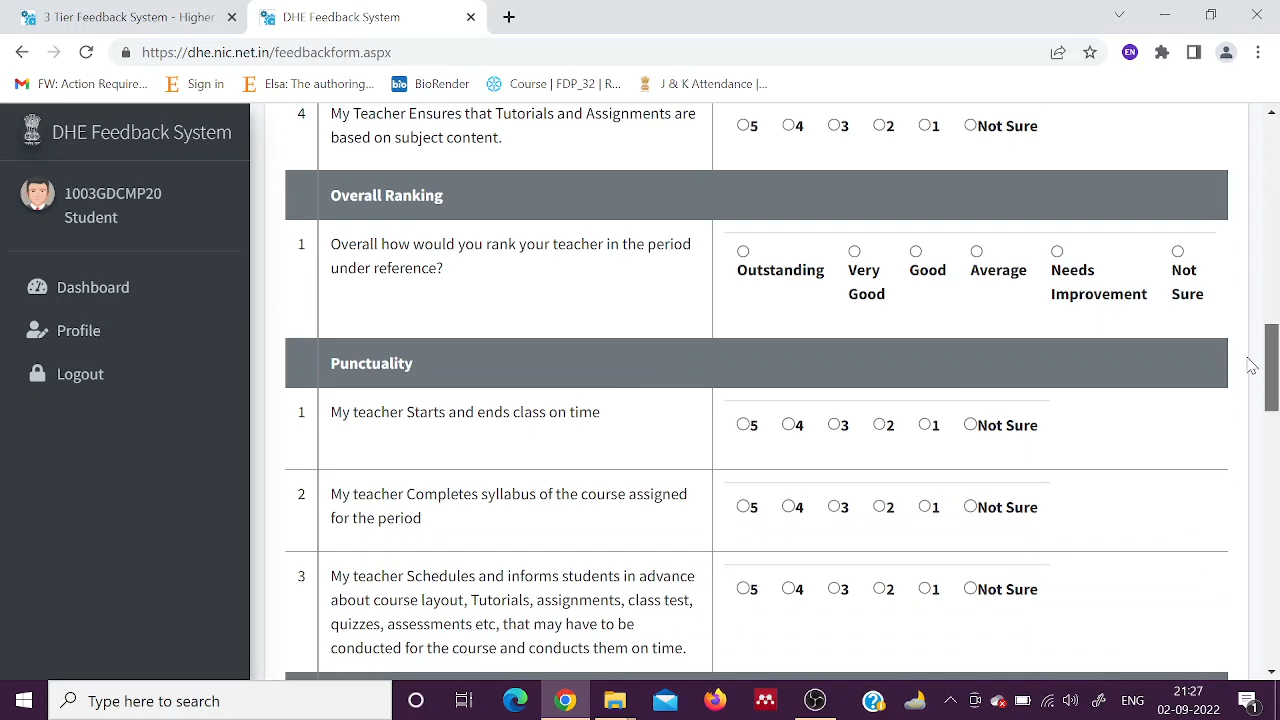 3 Tier Feedback System - Higher
DHE Feedback System
https://dhe.nic.net.in/feedbackform.aspx
EN
FW: Action Require...
Sign in
Elsa: The authoring...
bio
BioRender
Course | FDP_32 | R...
J & K Attendance |...
DHE Feedback System
1003GDCMP20
Student
Dashboard
Profile
Logout
4
My Teacher Ensures that Tutorials and Assignments are
based on subject content.
5 4 3 2 1 Not Sure
Overall Ranking
1
Overall how would you rank your teacher in the period
under reference?
Outstanding
Very
Good
Good
Average
Needs
Improvement
Not
Sure
Punctuality
1
My teacher Starts and ends class on time
5 4 3 2 1 Not Sure
2
My teacher Completes syllabus of the course assigned
for the period
5 4 3 2 1 Not Sure
3
My teacher Schedules and informs students in advance
about course layout, Tutorials, assignments, class test,
quizzes, assessments etc, that may have to be
conducted for the course and conducts them on time.
5 4 3 2 1 Not Sure
Type here to search
ENG
21:27
02-09-2022
1